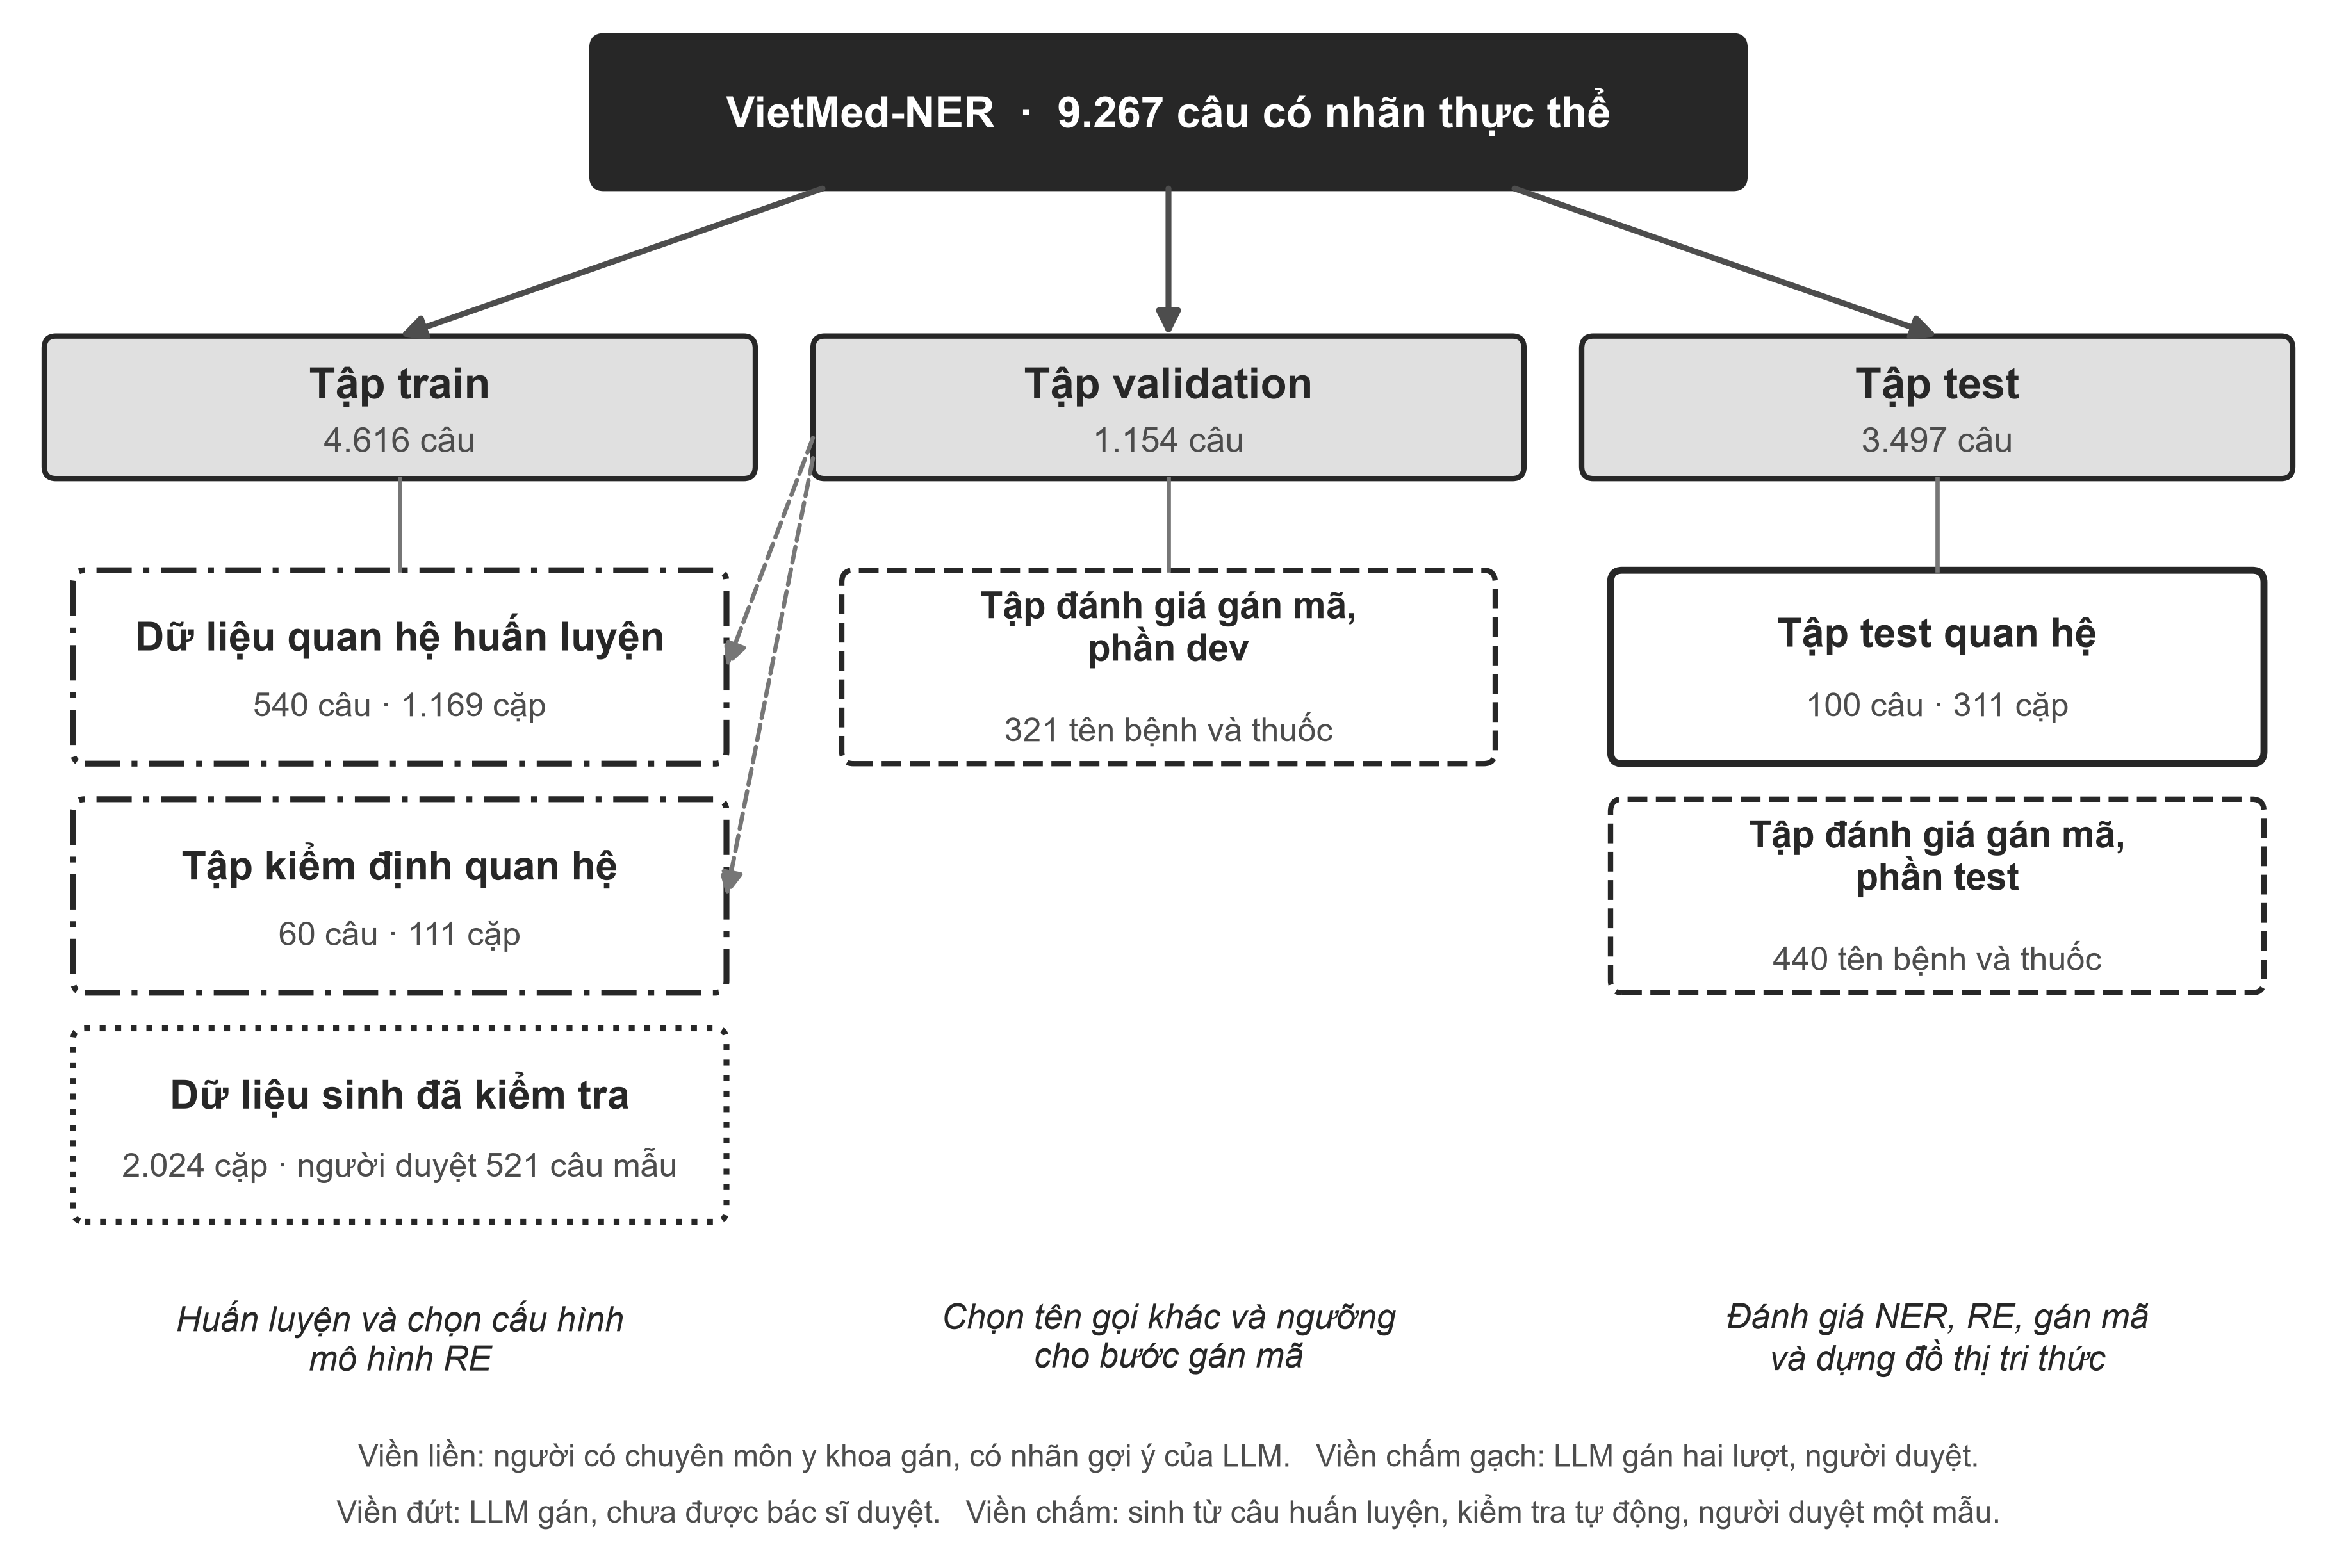 VietMed-NER · 9.267 câu có nhãn thực thể
Tập train
4.616 câu
Tập validation
1.154 câu
Tập test
3.497 câu
Dữ liệu quan hệ huấn luyện
540 câu · 1.169 cặp
Tập đánh giá gán mã,
phần dev
321 tên bệnh và thuốc
Tập test quan hệ
100 câu · 311 cặp
Tập kiểm định quan hệ
60 câu · 111 cặp
Tập đánh giá gán mã,
phần test
440 tên bệnh và thuốc
Dữ liệu sinh đã kiểm tra
2.024 cặp · người duyệt 521 câu mẫu
Huấn luyện và chọn cấu hình
mô hình RE
Chọn tên gọi khác và ngưỡng
cho bước gán mã
Đánh giá NER, RE, gán mã
và dựng đồ thị tri thức
Viền liền: người có chuyên môn y khoa gán, có nhãn gợi ý của LLM. Viền chấm gạch: LLM gán hai lượt, người duyệt.
Viền đứt: LLM gán, chưa được bác sĩ duyệt. Viền chấm: sinh từ câu huấn luyện, kiểm tra tự động, người duyệt một mẫu.